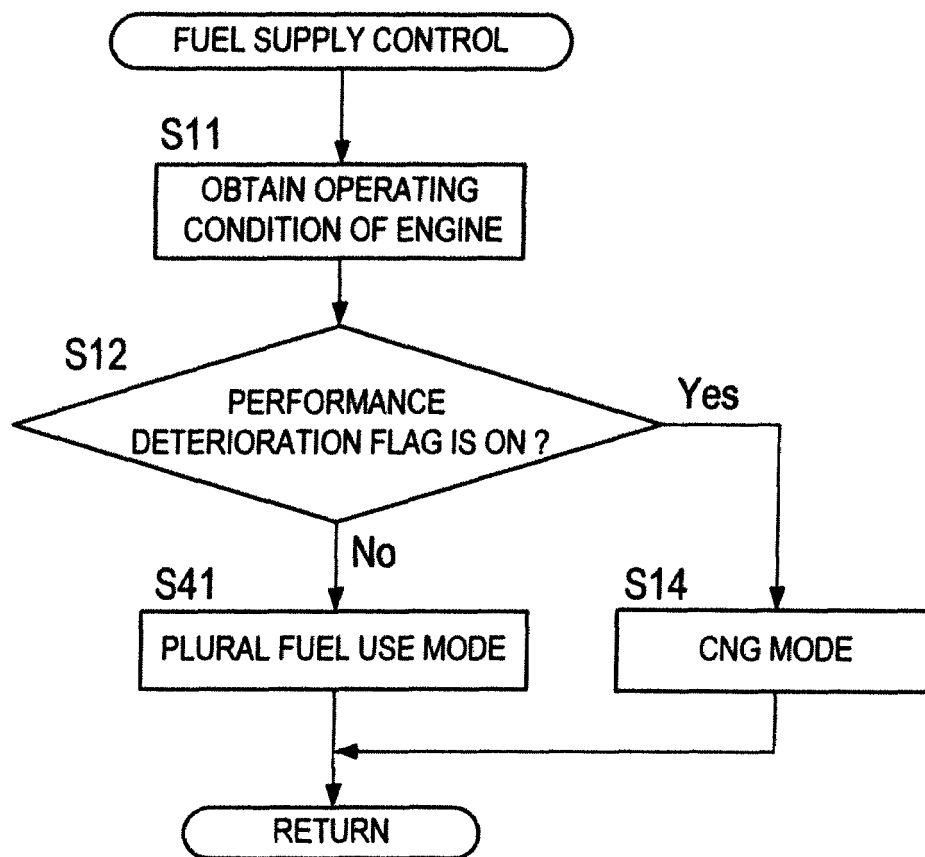 FUEL SUPPLY CONTROL
S11
OBTAIN OPERATING
CONDITION OF ENGINE
S12
PERFORMANCE
DETERIORATION FLAG IS ON ?
Yes
No
S41
PLURAL FUEL USE MODE
S14
CNG MODE
RETURN